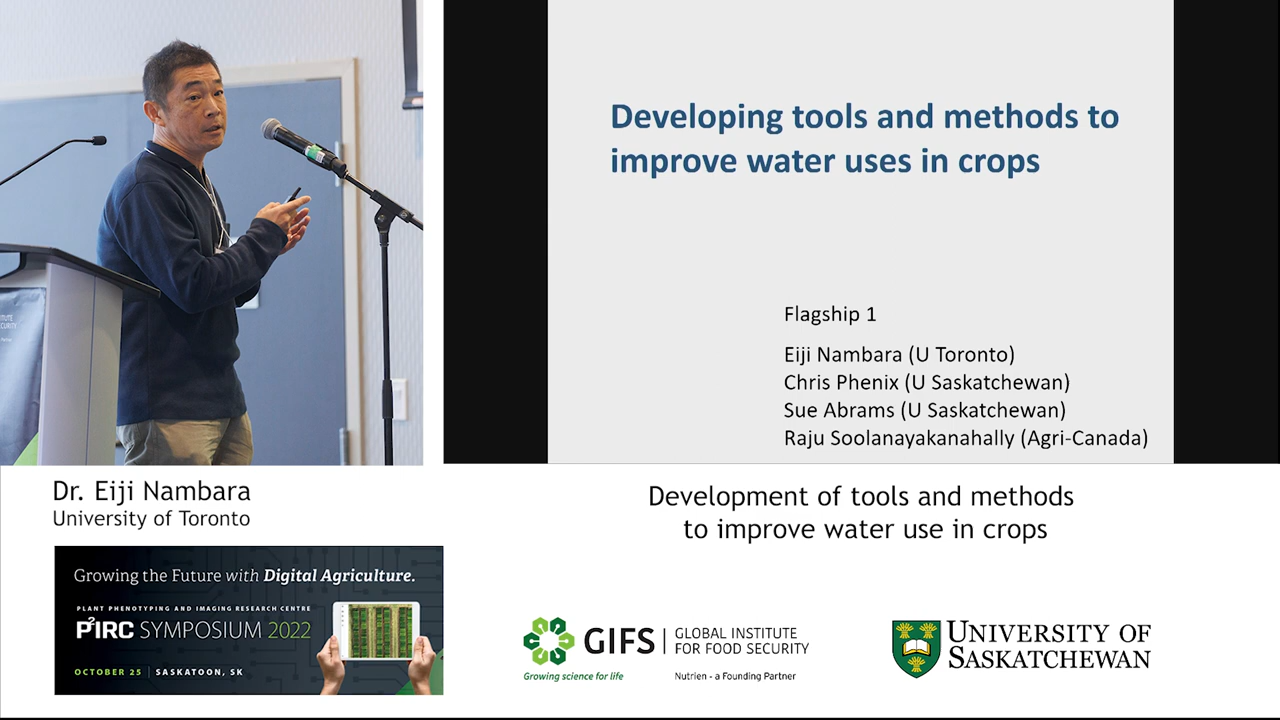 Developing tools and methods to
improve water uses in crops
Flagship 1
Eiji Nambara (U Toronto)
Chris Phenix (U Saskatchewan)
Sue Abrams (U Saskatchewan)
Raju Soolanayakanahally (Agri-Canada)
Dr. Eiji Nambara
University of Toronto
Development of tools and methods
to improve water use in crops
Growing the Future with Digital Agriculture.
PLANT PHENOTYPING AND IMAGING RESEARCH CENTRE
P²IRC SYMPOSIUM 2022
OCTOBER 25 | SASKATOON, SK
GIFS | GLOBAL INSTITUTE
FOR FOOD SECURITY
Growing science for life
Nutrien - a Founding Partner
UNIVERSITY OF
SASKATCHEWAN